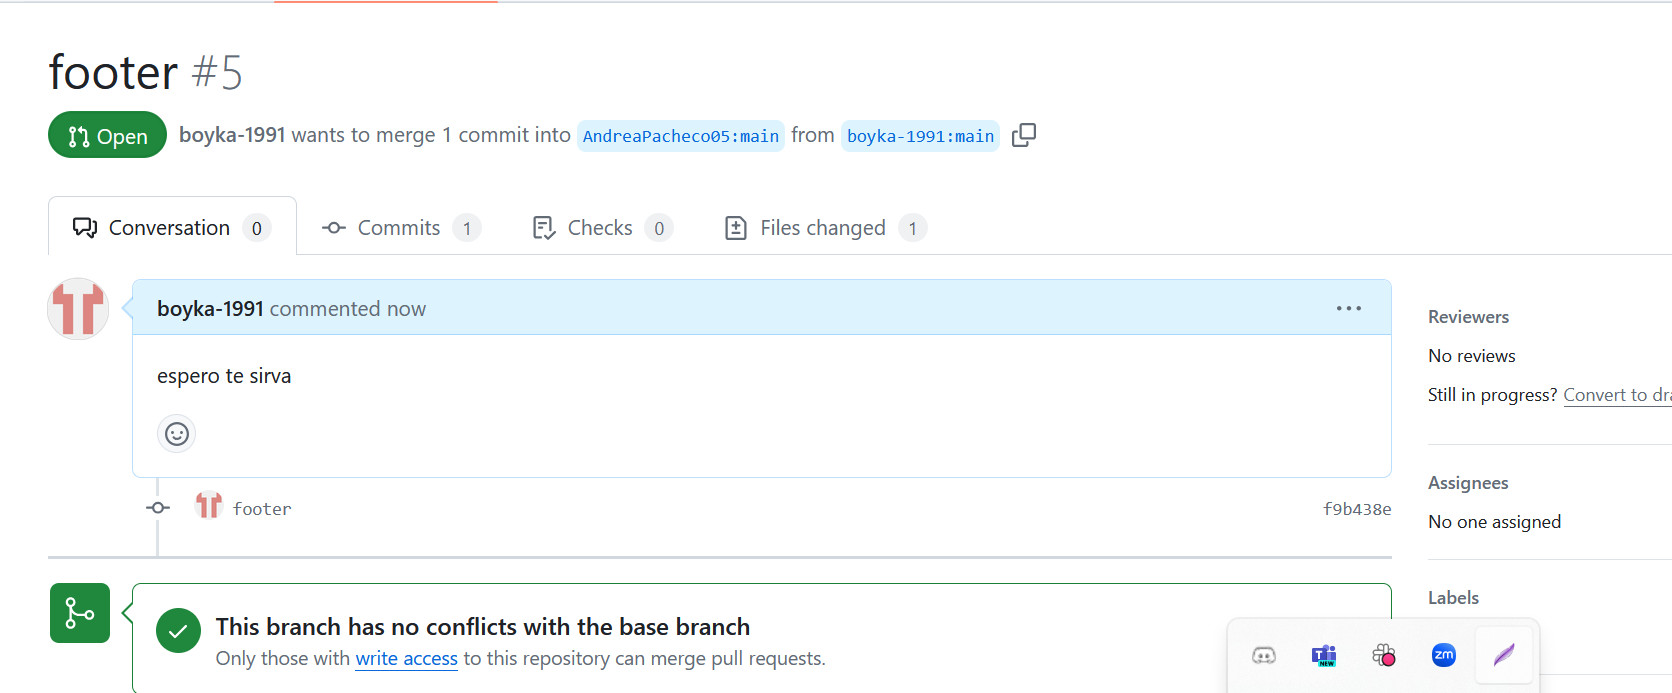 footer #5
Open boyka-1991 wants to merge 1 commit into AndreaPacheco05:main from boyka-1991:main
Conversation 0 Commits 1 Checks 0 Files changed 1
boyka-1991 commented now
espero te sirva
footer f9b438e
This branch has no conflicts with the base branch
Only those with write access to this repository can merge pull requests.
Reviewers
No reviews
Still in progress? Convert to
Assignees
No one assigned
Labels
T NEW
zm